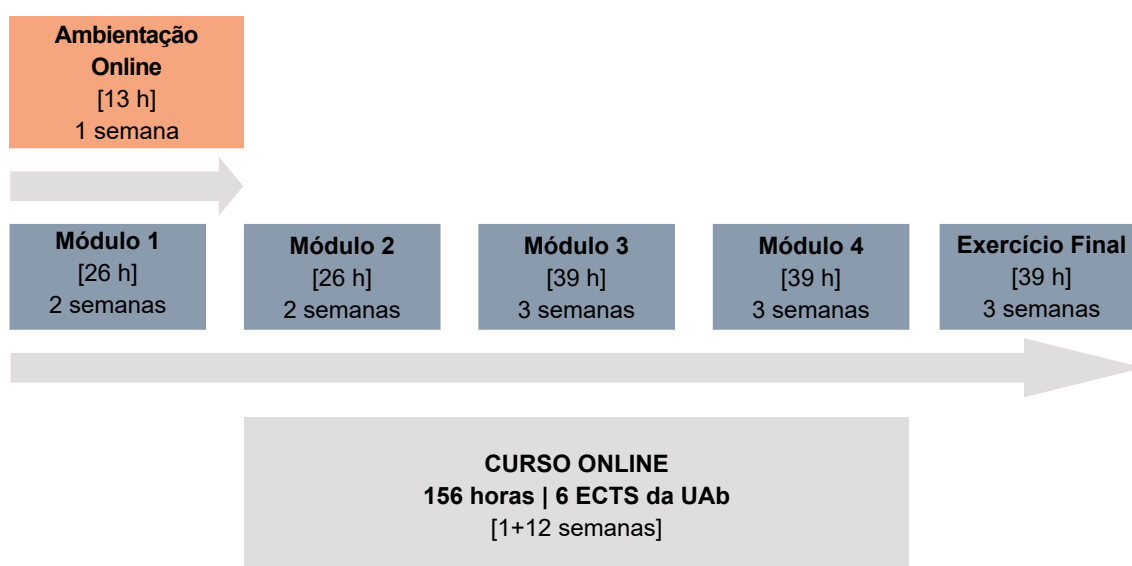 Ambientação
Online
[13 h]
1 semana
Módulo 1
[26 h]
2 semanas
Módulo 2
[26 h]
2 semanas
Módulo 3
[39 h]
3 semanas
Módulo 4
[39 h]
3 semanas
Exercício Final
[39 h]
3 semanas
CURSO ONLINE
156 horas | 6 ECTS da UAb
[1+12 semanas]